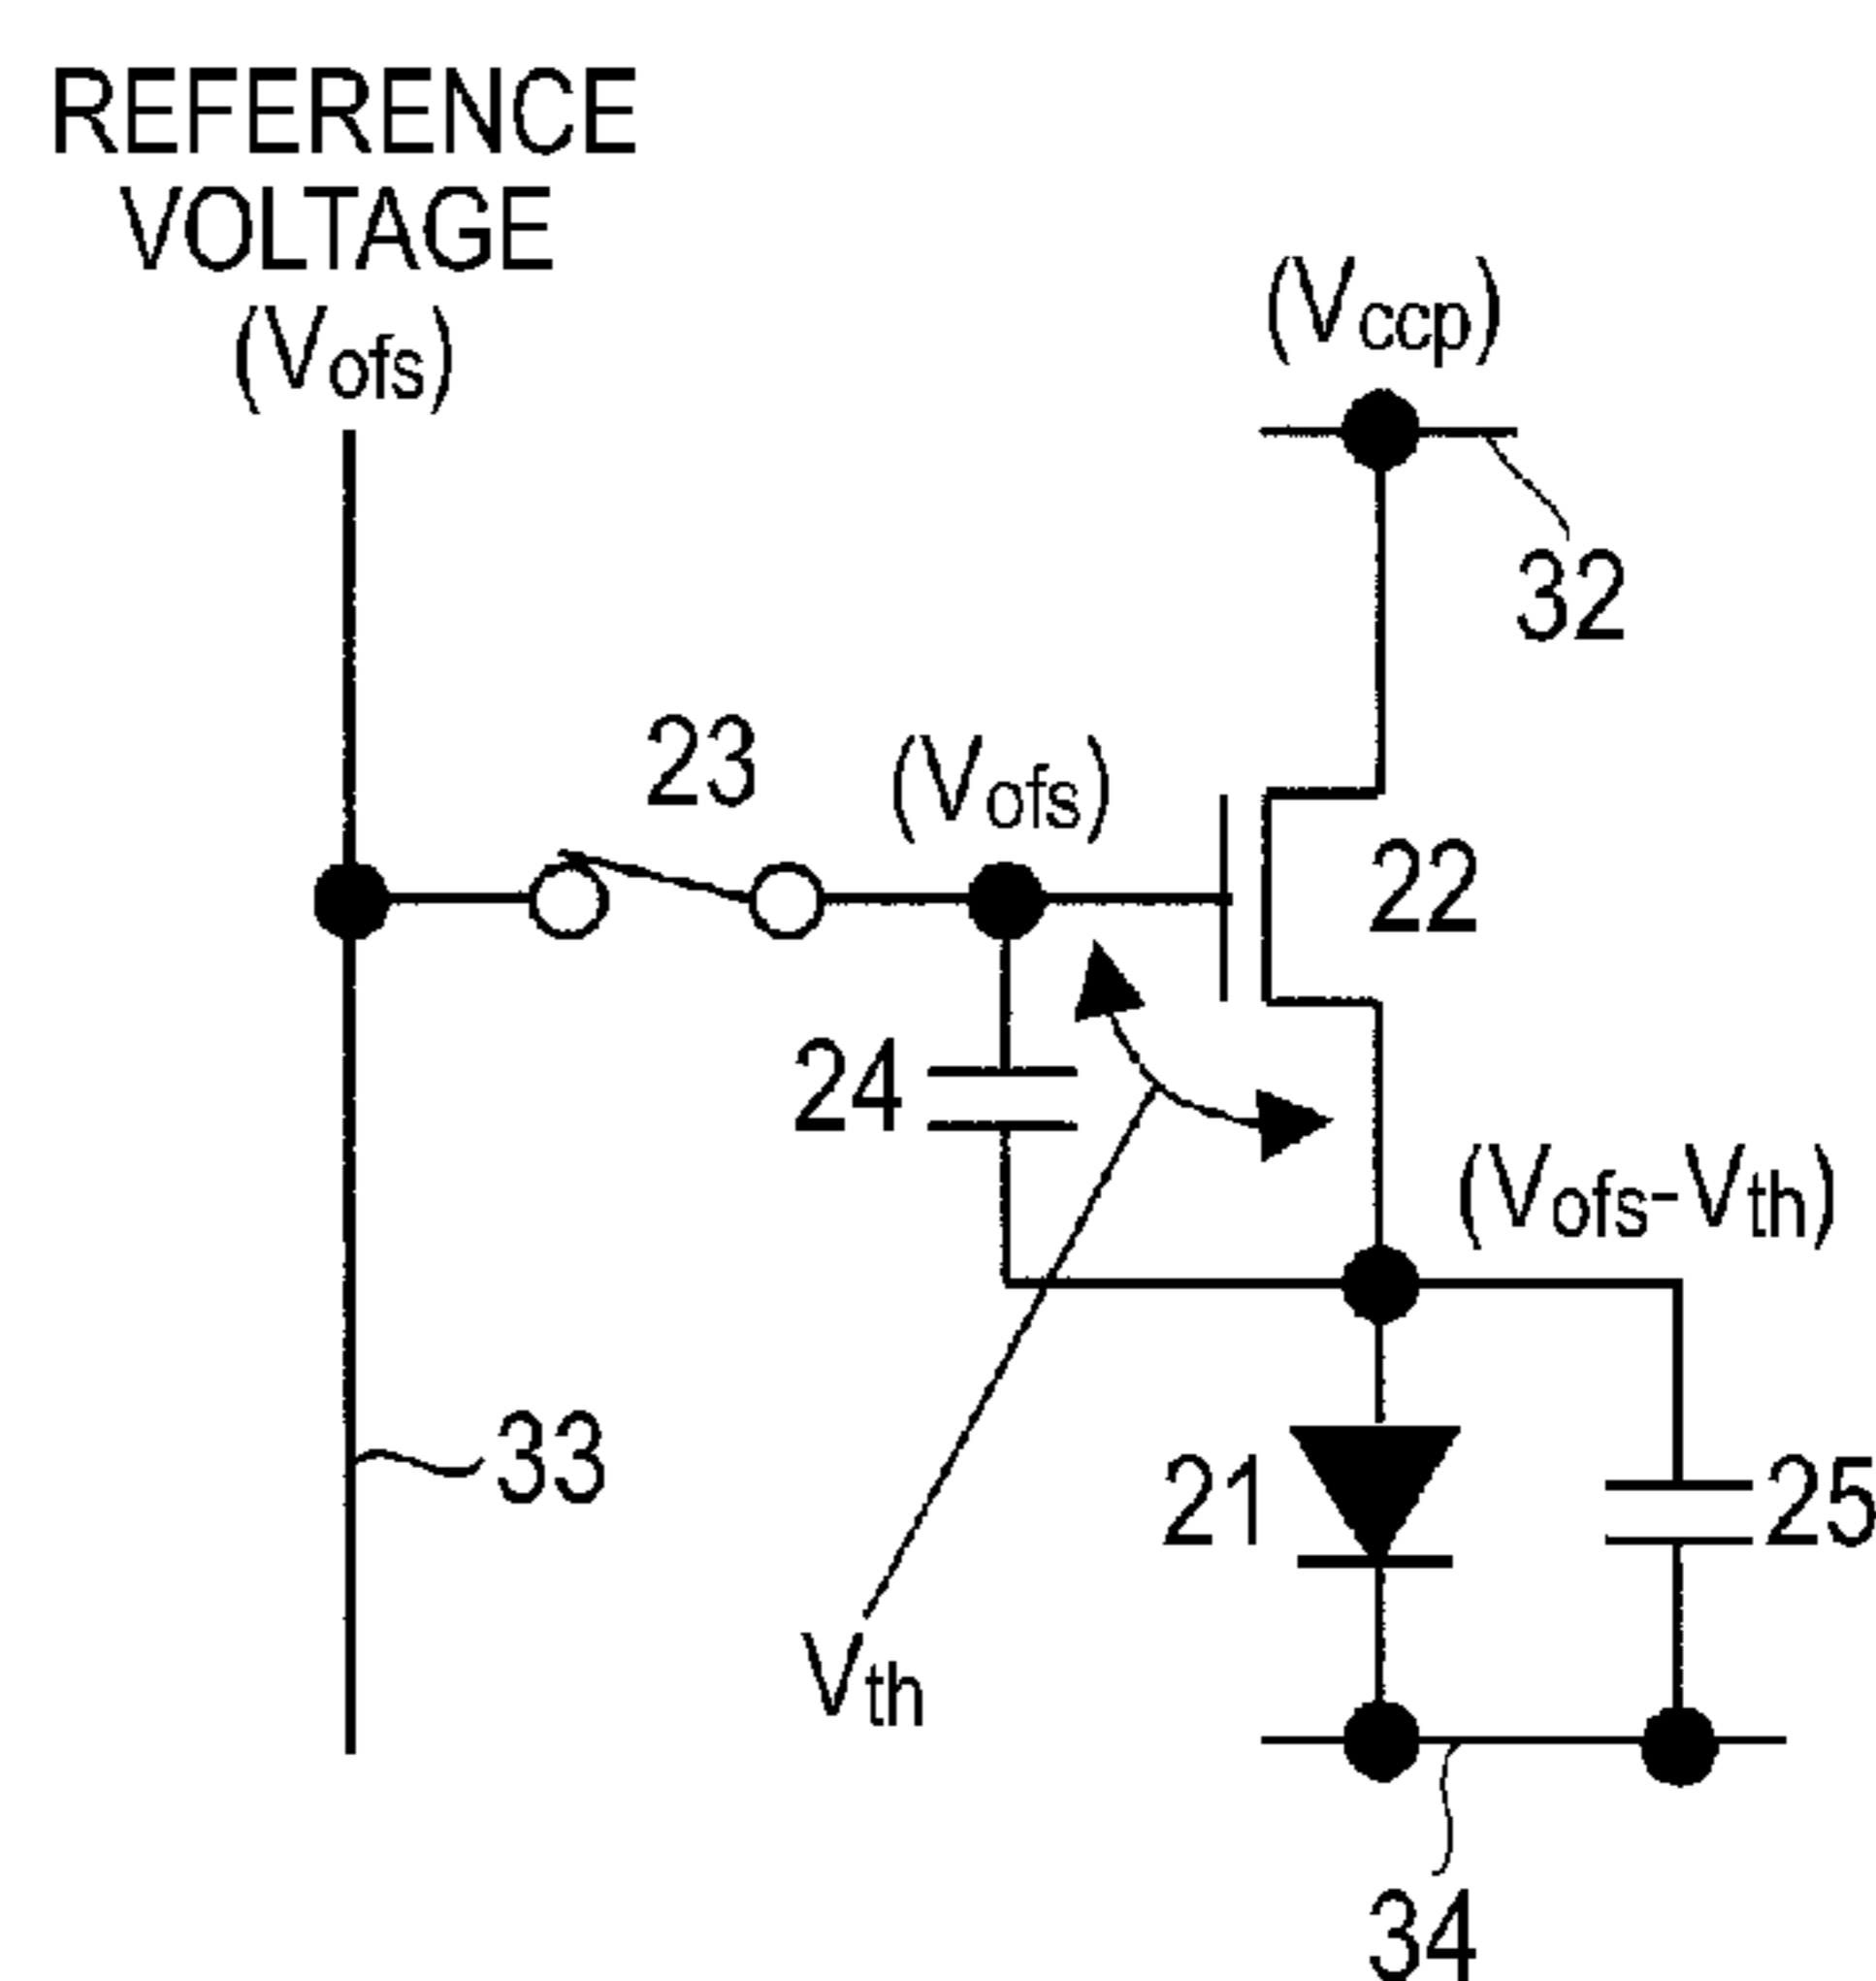 REFERENCE
VOLTAGE
(Vofs)
(Vccp)
32
23
(Vofs)
22
24
(Vofs-Vth)
33
21
25
Vth
34